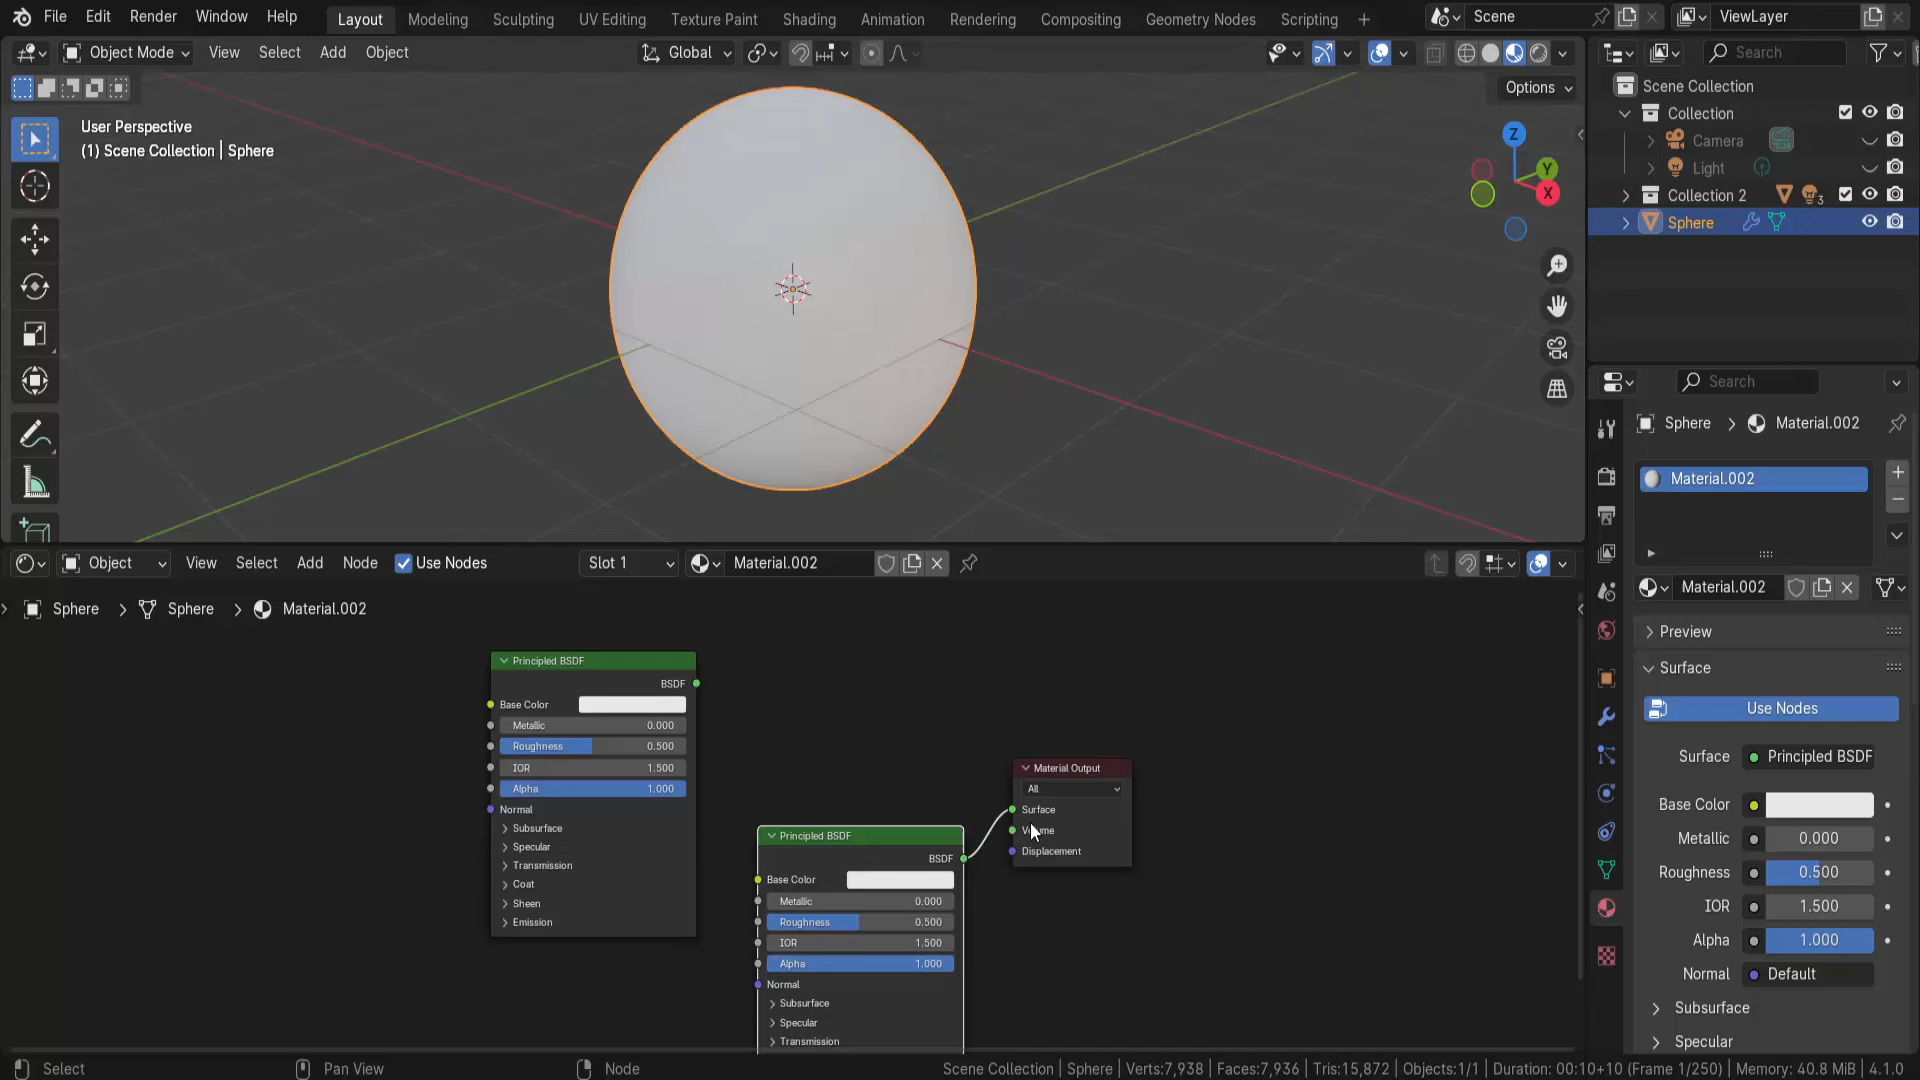 File Edit Render Window Help Layout Modeling Sculpting UV Editing Texture Paint Shading Animation Rendering Compositing Geometry Nodes Scripting + Scene ViewLayer
Object Mode View Select Add Object Global Search
Options
User Perspective
(1) Scene Collection | Sphere
Z
Y
X
Scene Collection
Collection
Camera
Light
Collection 2 3
Sphere
Search
Sphere > Material.002
Material.002
Material.002
Preview
Surface
Use Nodes
Surface Principled BSDF
Base Color
Metallic 0.000
Roughness 0.500
IOR 1.500
Alpha 1.000
Normal Default
Subsurface
Specular
Object View Select Add Node Use Nodes Slot 1 Material.002
Sphere > Sphere > Material.002
Principled BSDF
BSDF
Base Color
Metallic 0.000
Roughness 0.500
IOR 1.500
Alpha 1.000
Normal
Subsurface
Specular
Transmission
Coat
Sheen
Emission
Principled BSDF
BSDF
Base Color
Metallic 0.000
Roughness 0.500
IOR 1.500
Alpha 1.000
Normal
Subsurface
Specular
Transmission
Material Output
All
Surface
Displacement
Select Pan View Node Scene Collection | Sphere | Verts:7,938 | Faces:7,936 | Tris:15,872 | Objects:1/1 | Duration: 00:10+10 (Frame 1/250) | Memory: 40.8 MiB | 4.1.0